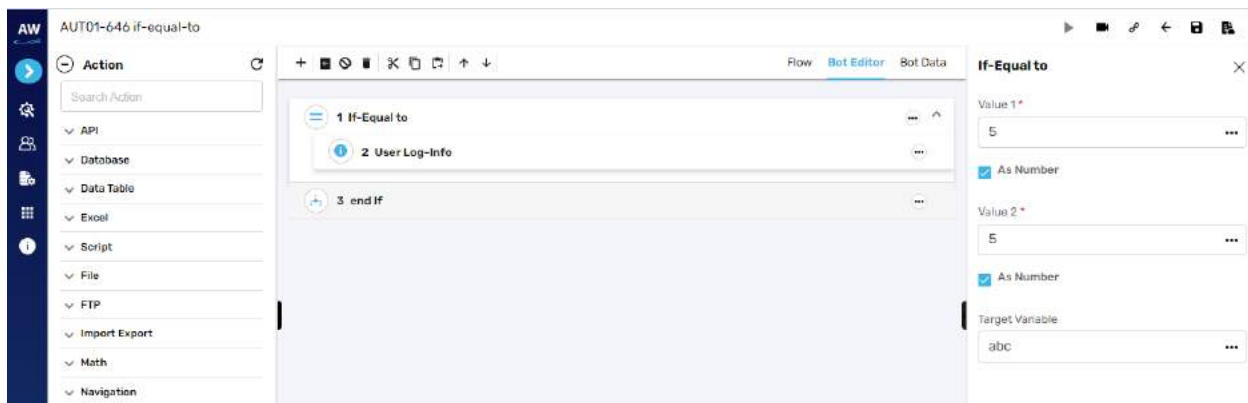 AW
AUT01-646 if-equal-to
Action
Search Action
API
Database
Data Table
Excel
Script
File
FTP
Import Export
Math
Navigation
Flow Bot Editor Bot Data
1 If-Equal to
2 User Log-Info
3 end If
If-Equal to
Value 1*
5
As Number
Value 2 *
5
As Number
Target Variable
abc